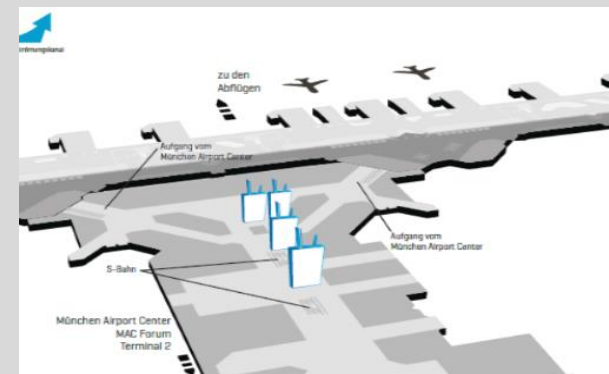 zu den
Abflügen
Aufgang vom
München Airport Center
Aufgang vom
München Airport Center
S-Bahn
München Airport Center
MAC Forum
Terminal 2